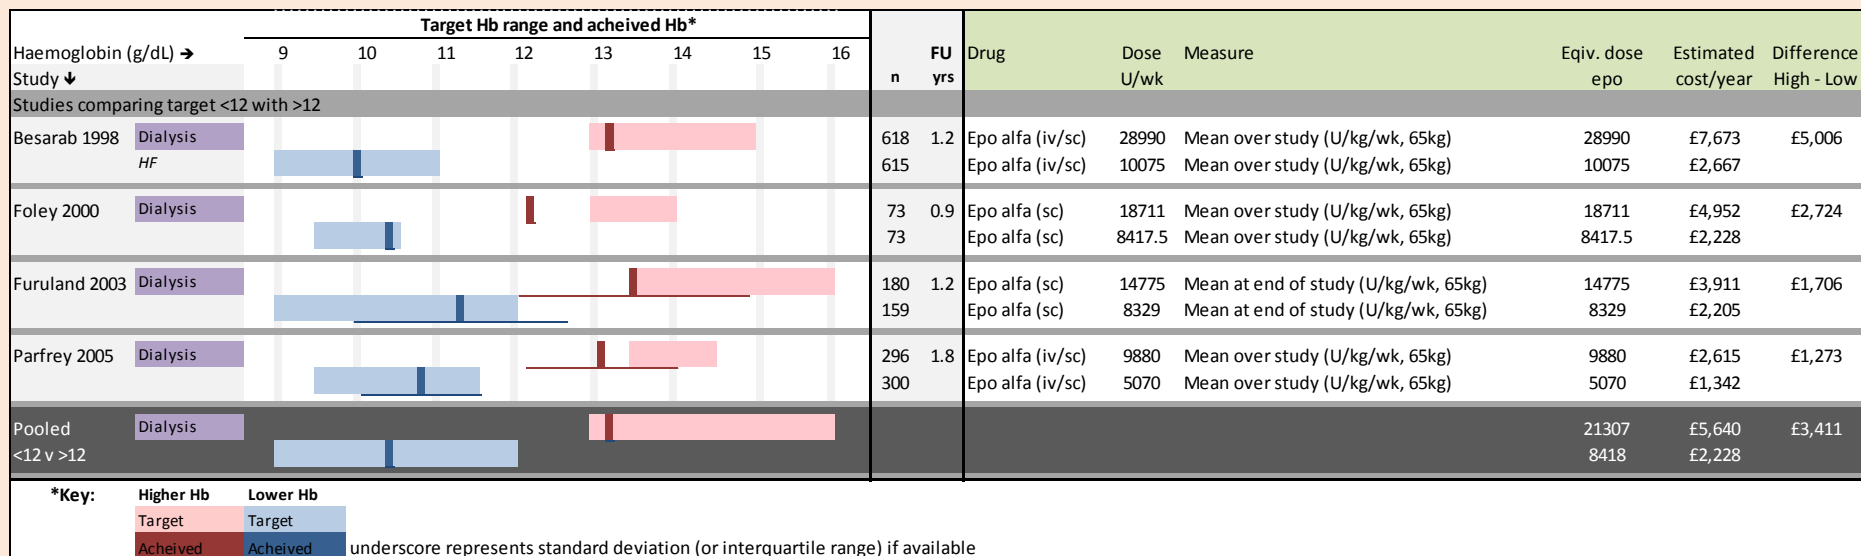 Target Hb range and acheived Hb*
Haemoglobin (g/dL) → 9 10 11 12 13 14 15 16 FU Drug Dose Measure Eqiv. dose Estimated Difference
Study ↓ n yrs U/wk epo cost/year High - Low
Studies comparing target <12 with >12
Besarab 1998 Dialysis 618 1.2 Epo alfa (iv/sc) 28990 Mean over study (U/kg/wk, 65kg) 28990 £7,673 £5,006
HF 615 Epo alfa (iv/sc) 10075 Mean over study (U/kg/wk, 65kg) 10075 £2,667
Foley 2000 Dialysis 73 0.9 Epo alfa (sc) 18711 Mean over study (U/kg/wk, 65kg) 18711 £4,952 £2,724
73 Epo alfa (sc) 8417.5 Mean over study (U/kg/wk, 65kg) 8417.5 £2,228
Furuland 2003 Dialysis 180 1.2 Epo alfa (sc) 14775 Mean at end of study (U/kg/wk, 65kg) 14775 £3,911 £1,706
159 Epo alfa (sc) 8329 Mean at end of study (U/kg/wk, 65kg) 8329 £2,205
Parfrey 2005 Dialysis 296 1.8 Epo alfa (iv/sc) 9880 Mean over study (U/kg/wk, 65kg) 9880 £2,615 £1,273
300 Epo alfa (iv/sc) 5070 Mean over study (U/kg/wk, 65kg) 5070 £1,342
Pooled Dialysis 21307 £5,640 £3,411
<12 v >12 8418 £2,228
*Key: Higher Hb Lower Hb
Target Target
Acheived Acheived underscore represents standard deviation (or interquartile range) if available